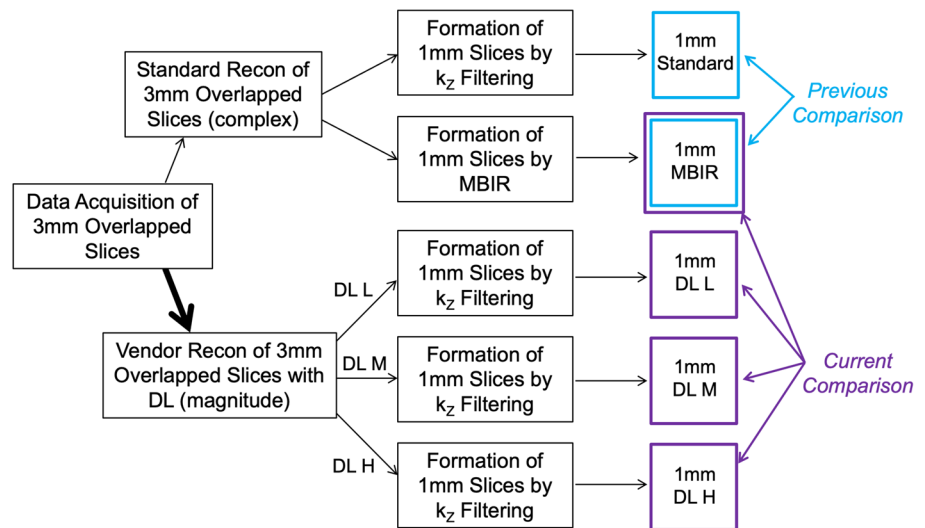 Formation of
1mm Slices by
kZ Filtering
1mm
Standard
Standard Recon of
3mm Overlapped
Slices (complex)
Previous
Comparison
Formation of
1mm Slices by
MBIR
1mm
MBIR
Data Acquisition of
3mm Overlapped
Slices
DL L
Formation of
1mm Slices by
kZ Filtering
1mm
DL L
Vendor Recon of 3mm
Overlapped Slices with
DL (magnitude)
DL M
Formation of
1mm Slices by
kZ Filtering
1mm
DL M
Current
Comparison
DL H
Formation of
1mm Slices by
kZ Filtering
1mm
DL H